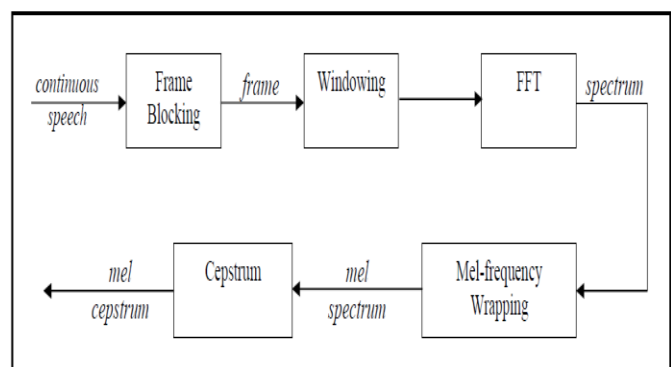 continuous
speech
Frame
Blocking
frame
Windowing
FFT
spectrum
Mel-frequency
Wrapping
mel
spectrum
Cepstrum
mel
cepstrum